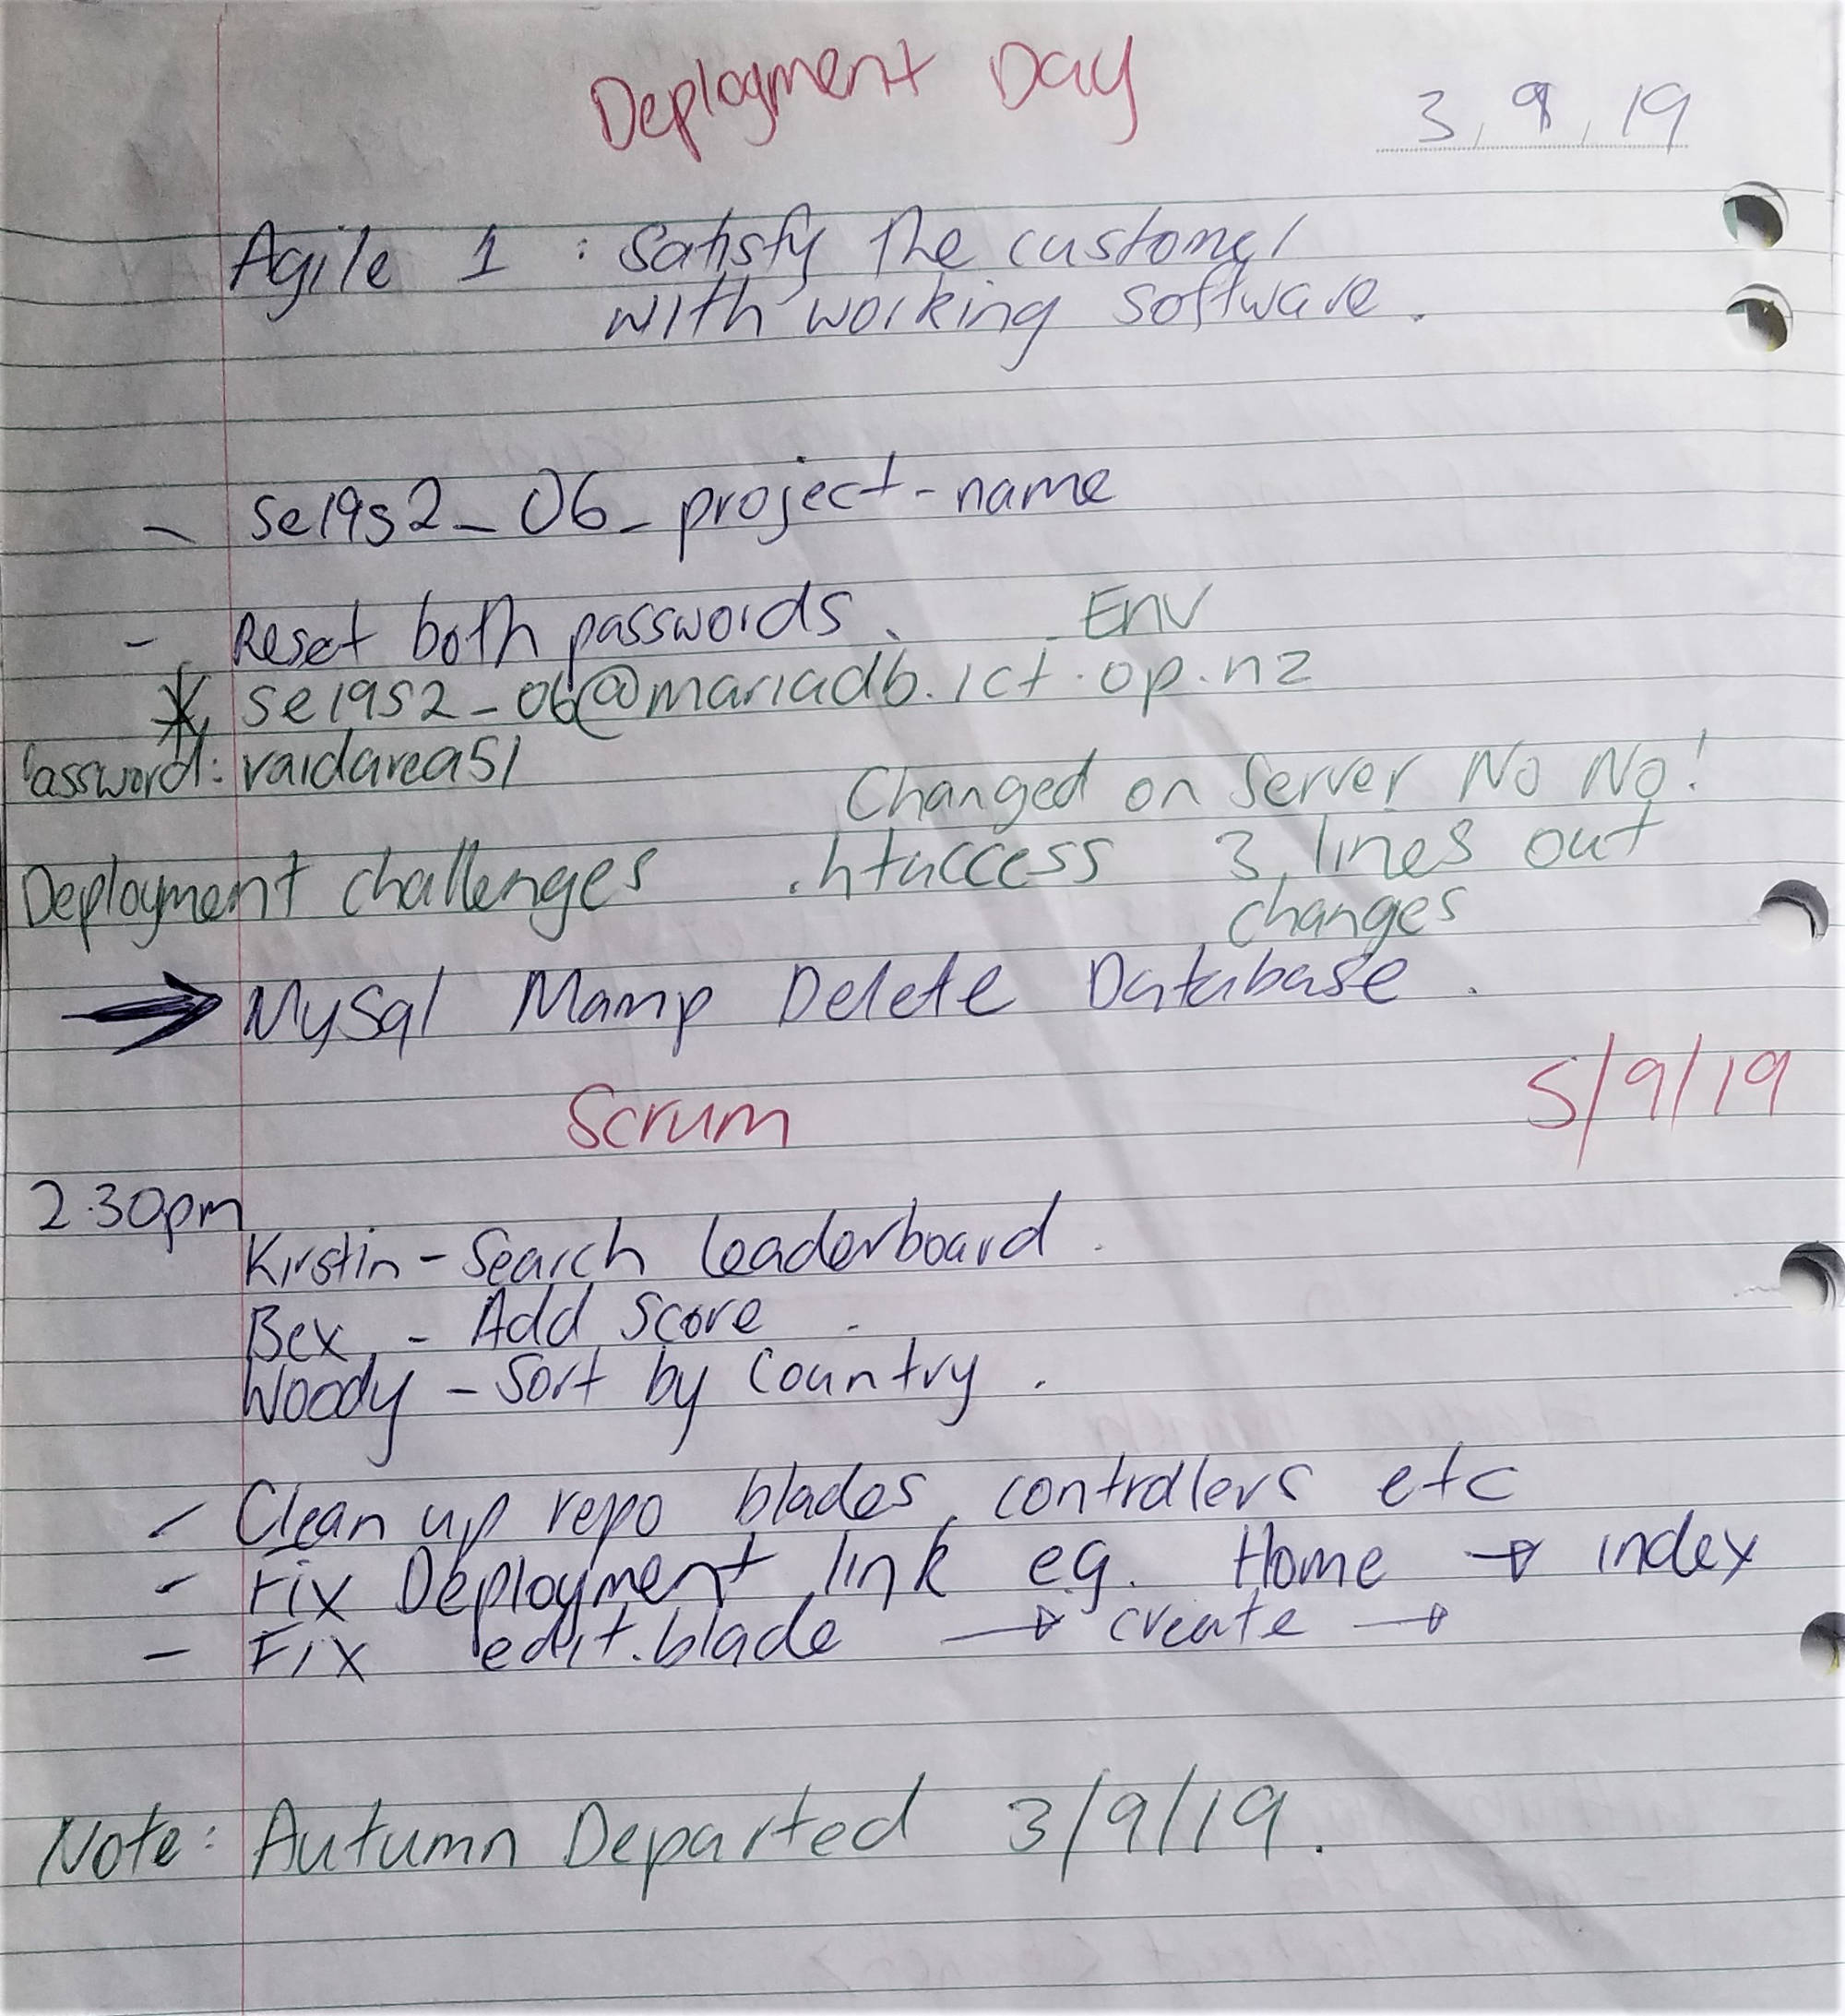 Deployment Day
3, 9, 19
Agile 1 : Satisfy the customer
with working software.
- se19s2_06_project-name
- Reset both passwords.
.Env
* se19s2_06@mariadb.ict.op.nz
Password: raidarea51
Changed on Server No No!
Deployment challenges .htaccess 3 lines out
changes
→ MySql Mamp Delete Database.
Scrum 5/9/19
2.30pm
Kirstin - Search leaderboard.
Bex - Add Score.
Woody - Sort by Country.
- Clean up repo blades, controllers etc
- Fix Deployment link eg. Home → index
- Fix edit.blade → create →
Note: Autumn Departed 3/9/19.